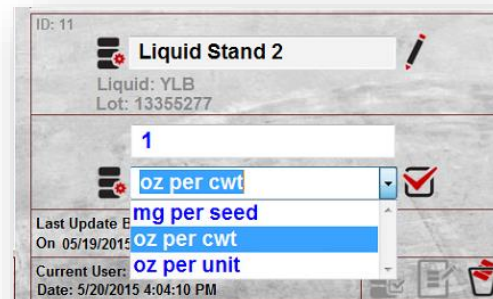 ID: 11
Liquid Stand 2
Liquid: YLB
Lot: 13355277
1
oz per cwt
mg per seed
Last Update B
On 05/19/2015
oz per cwt
oz per unit
Current User:
Date: 5/20/2015 4:04:10 PM